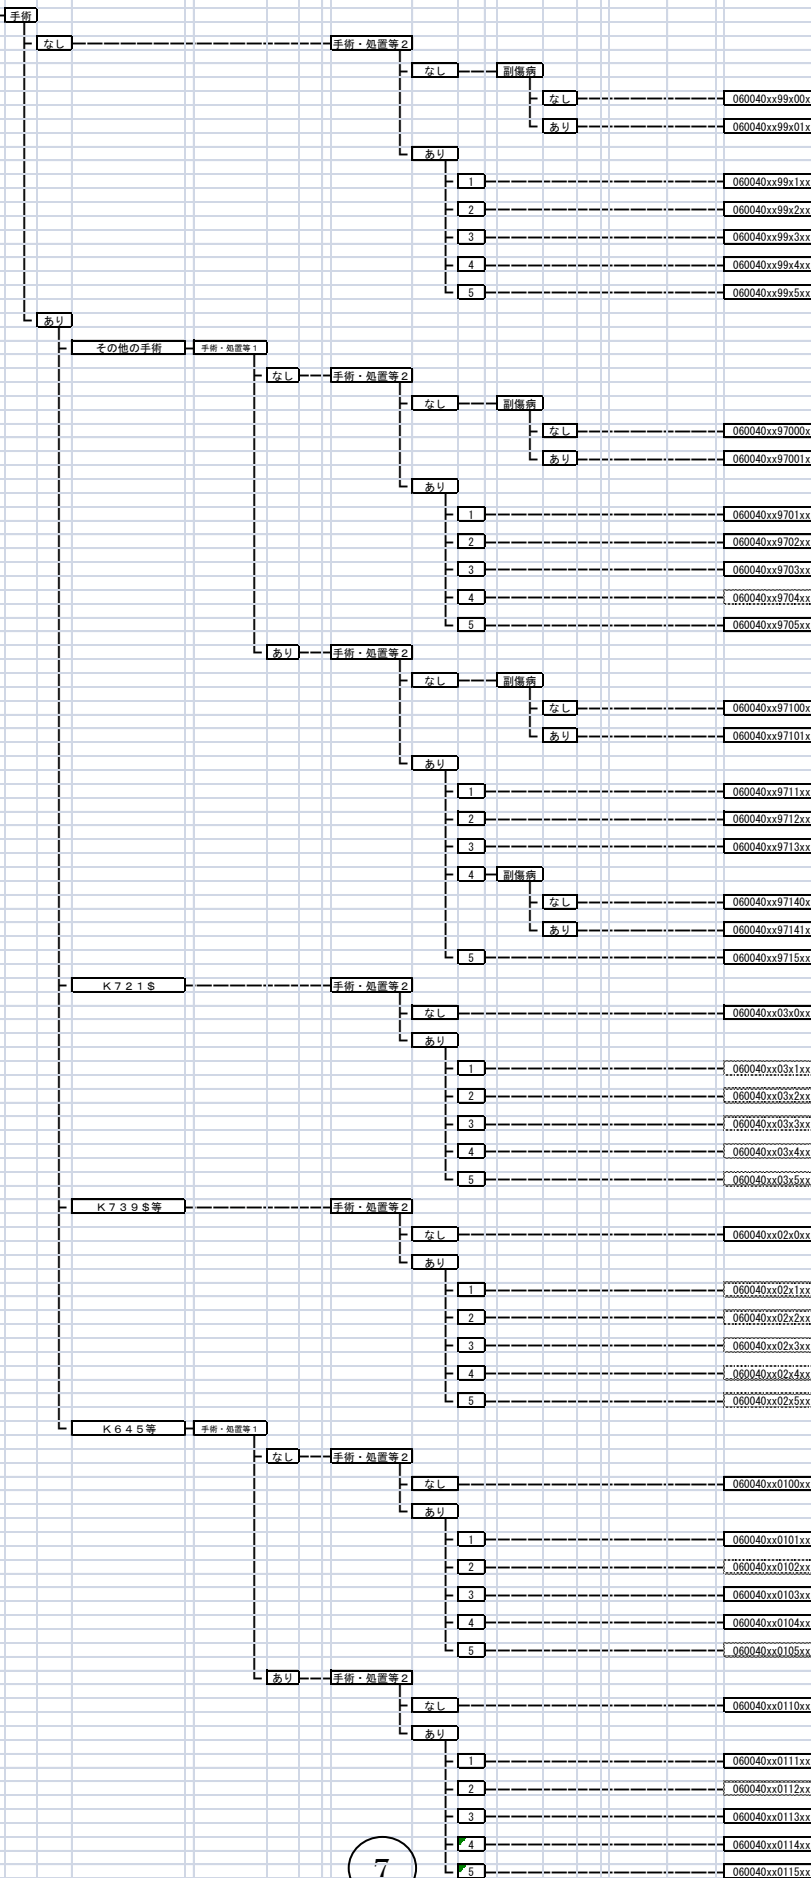 手術
なし 手術・処置等２
なし 副傷病
なし 060040xx99x00x
あり 060040xx99x01x
あり
1 060040xx99x1xx
2 060040xx99x2xx
3 060040xx99x3xx
4 060040xx99x4xx
5 060040xx99x5xx
あり
その他の手術 手術・処置等１
なし 手術・処置等２
なし 副傷病
なし 060040xx97000x
あり 060040xx97001x
あり
1 060040xx9701xx
2 060040xx9702xx
3 060040xx9703xx
4 060040xx9704xx
5 060040xx9705xx
あり 手術・処置等２
なし 副傷病
なし 060040xx97100x
あり 060040xx97101x
あり
1 060040xx9711xx
2 060040xx9712xx
3 060040xx9713xx
4 副傷病
なし 060040xx97140x
あり 060040xx97141x
5 060040xx9715xx
Ｋ７２１＄ 手術・処置等２
なし 060040xx03x0xx
あり
1 060040xx03x1xx
2 060040xx03x2xx
3 060040xx03x3xx
4 060040xx03x4xx
5 060040xx03x5xx
Ｋ７３９＄等 手術・処置等２
なし 060040xx02x0xx
あり
1 060040xx02x1xx
2 060040xx02x2xx
3 060040xx02x3xx
4 060040xx02x4xx
5 060040xx02x5xx
Ｋ６４５等 手術・処置等１
なし 手術・処置等２
なし 060040xx0100xx
あり
1 060040xx0101xx
2 060040xx0102xx
3 060040xx0103xx
4 060040xx0104xx
5 060040xx0105xx
あり 手術・処置等２
なし 060040xx0110xx
あり
1 060040xx0111xx
2 060040xx0112xx
3 060040xx0113xx
4 060040xx0114xx
7
5 060040xx0115xx